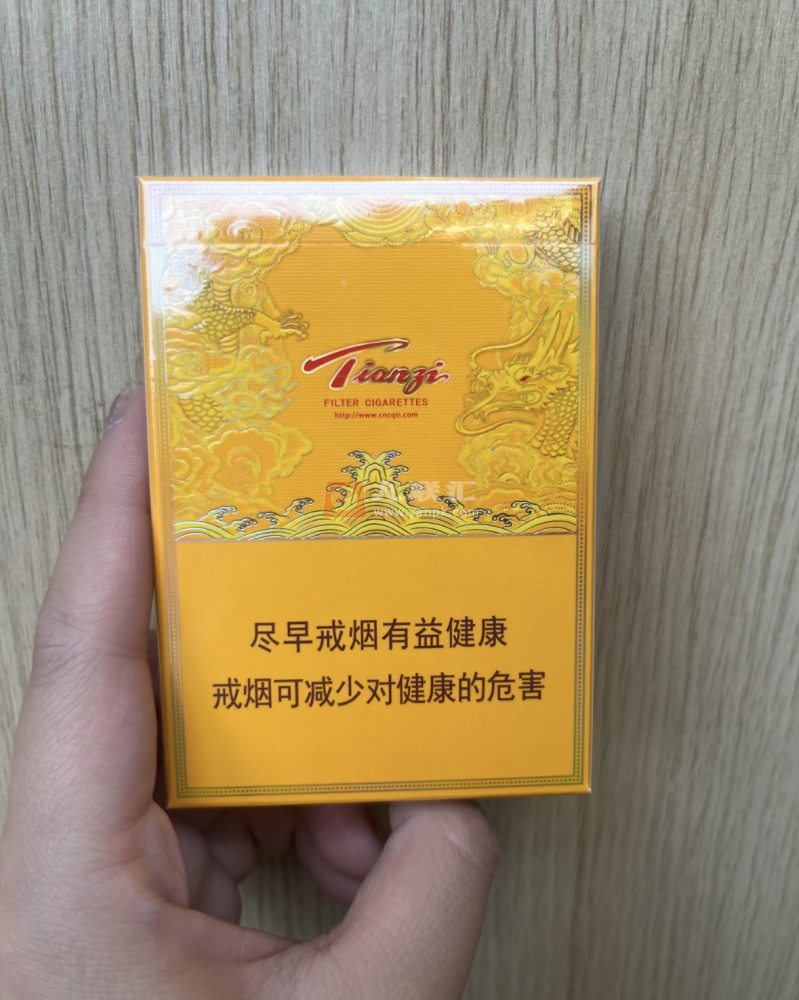 Tianzi
FILTER CIGARETTES
http://www.cncqti.com
尽早戒烟有益健康
戒烟可减少对健康的危害